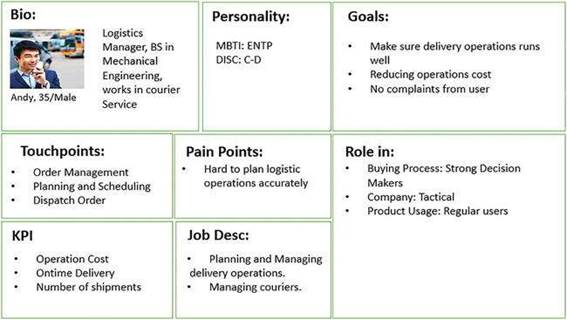 Bio:
Logistics
Manager, BS in
Mechanical
Engineering,
works in courier
Service
Andy, 35/Male
Personality:
MBTI: ENTP
DISC: C-D
Goals:
• Make sure delivery operations runs
well
• Reducing operations cost
• No complaints from user
Touchpoints:
• Order Management
• Planning and Scheduling
• Dispatch Order
Pain Points:
• Hard to plan logistic
operations accurately
Role in:
• Buying Process: Strong Decision
Makers
• Company: Tactical
• Product Usage: Regular users
KPI
• Operation Cost
• Ontime Delivery
• Number of shipments
Job Desc:
• Planning and Managing
delivery operations.
• Managing couriers.